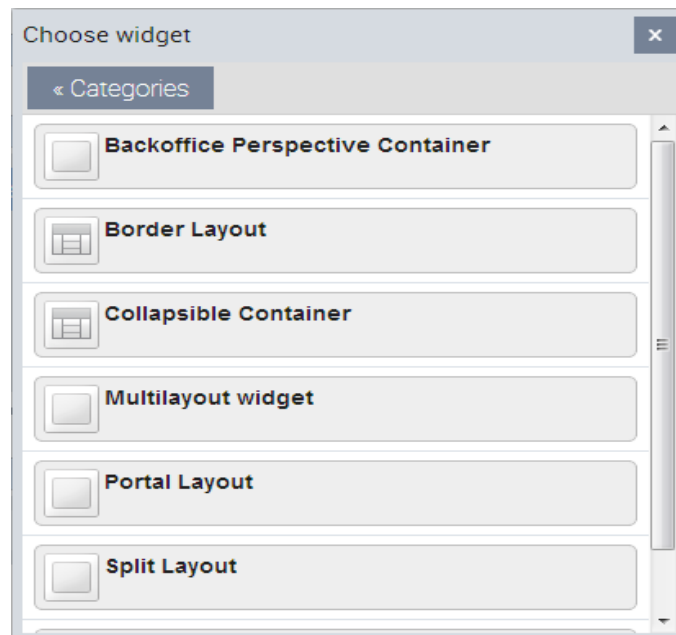 Choose widget
« Categories
Backoffice Perspective Container
Border Layout
Collapsible Container
Multilayout widget
Portal Layout
Split Layout